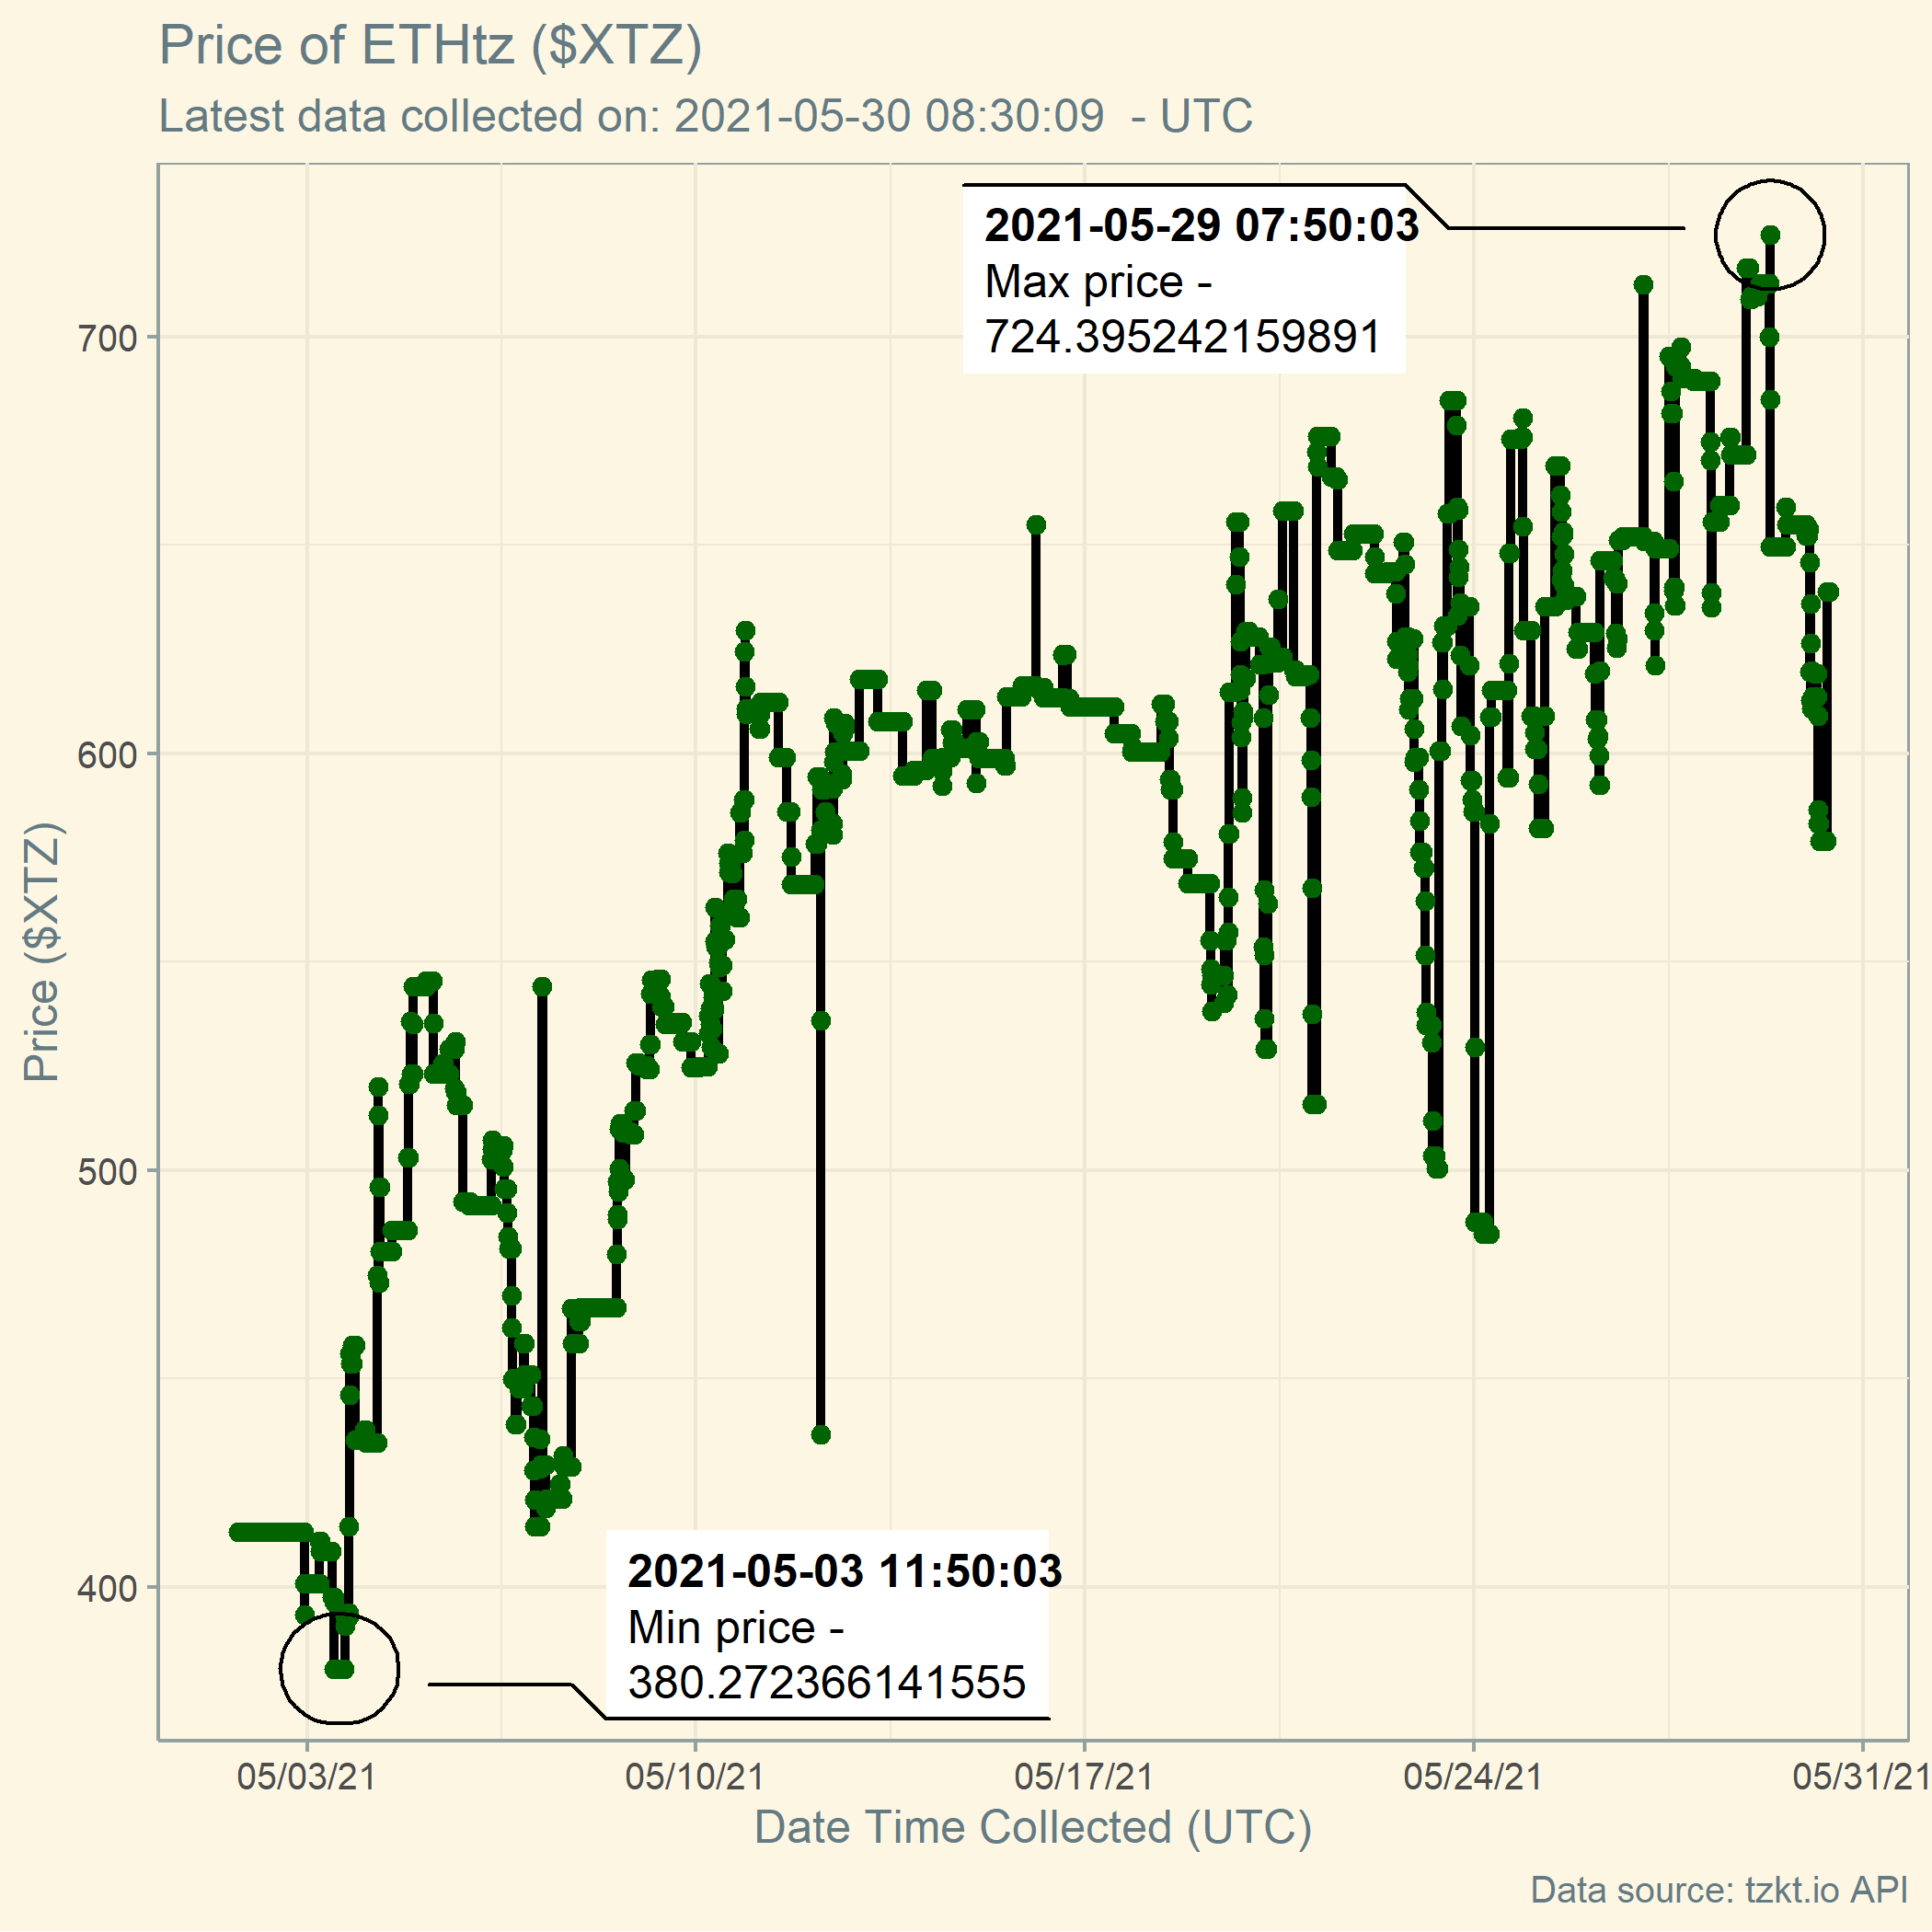 Price of ETHtz ($XTZ)
Latest data collected on: 2021-05-30 08:30:09  - UTC
2021-05-29 07:50:03
Max price -
724.395242159891
700
600
500
400
Price ($XTZ)
2021-05-03 11:50:03
Min price -
380.272366141555
05/03/21
05/10/21
05/17/21
05/24/21
05/31/21
Date Time Collected (UTC)
Data source: tzkt.io API